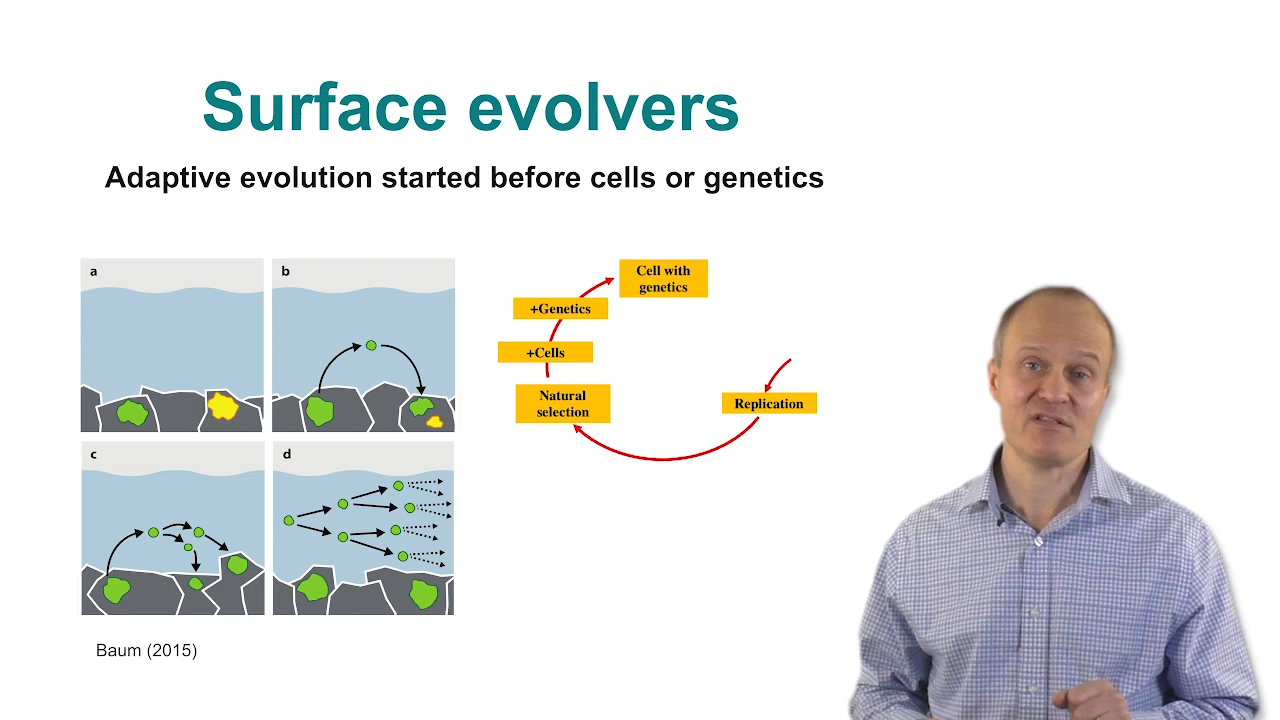 Surface evolvers
Adaptive evolution started before cells or genetics
a
b
c
d
Cell with
genetics
+Genetics
+Cells
Natural
selection
Replication
Baum (2015)